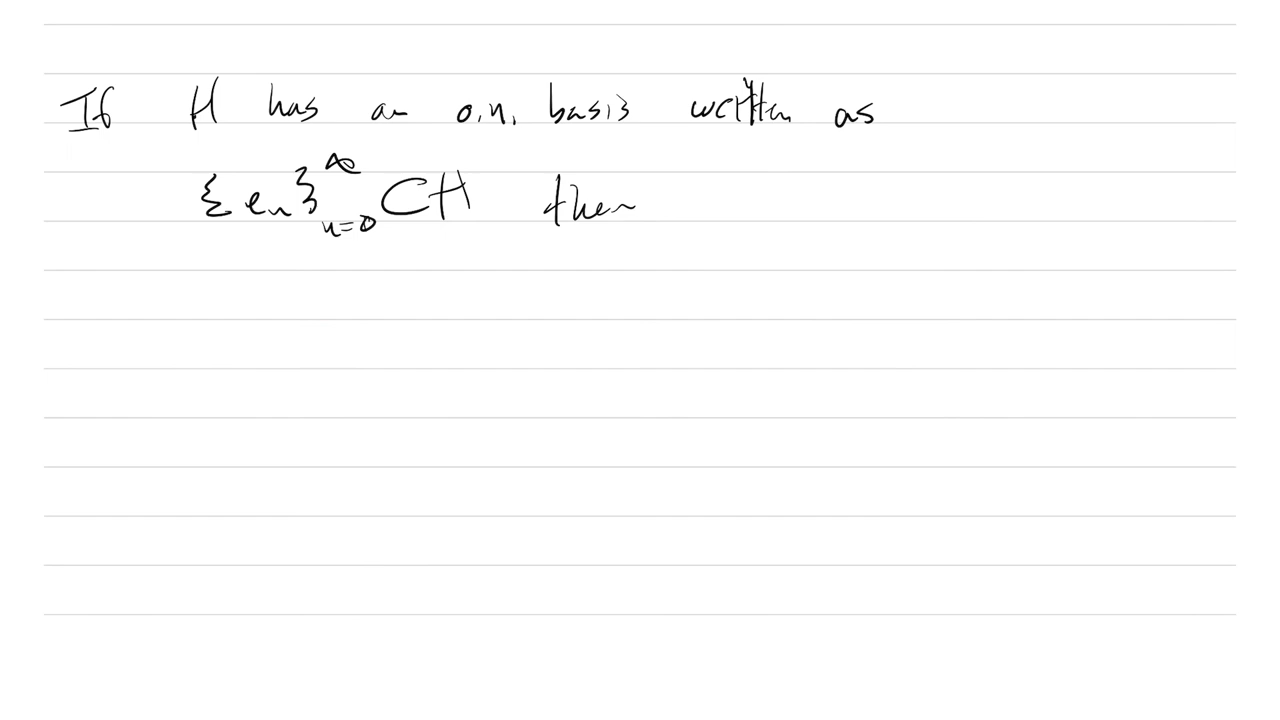 If H has an o.n. basis written as
{e_n}_{n=0}^∞ ⊂ H then